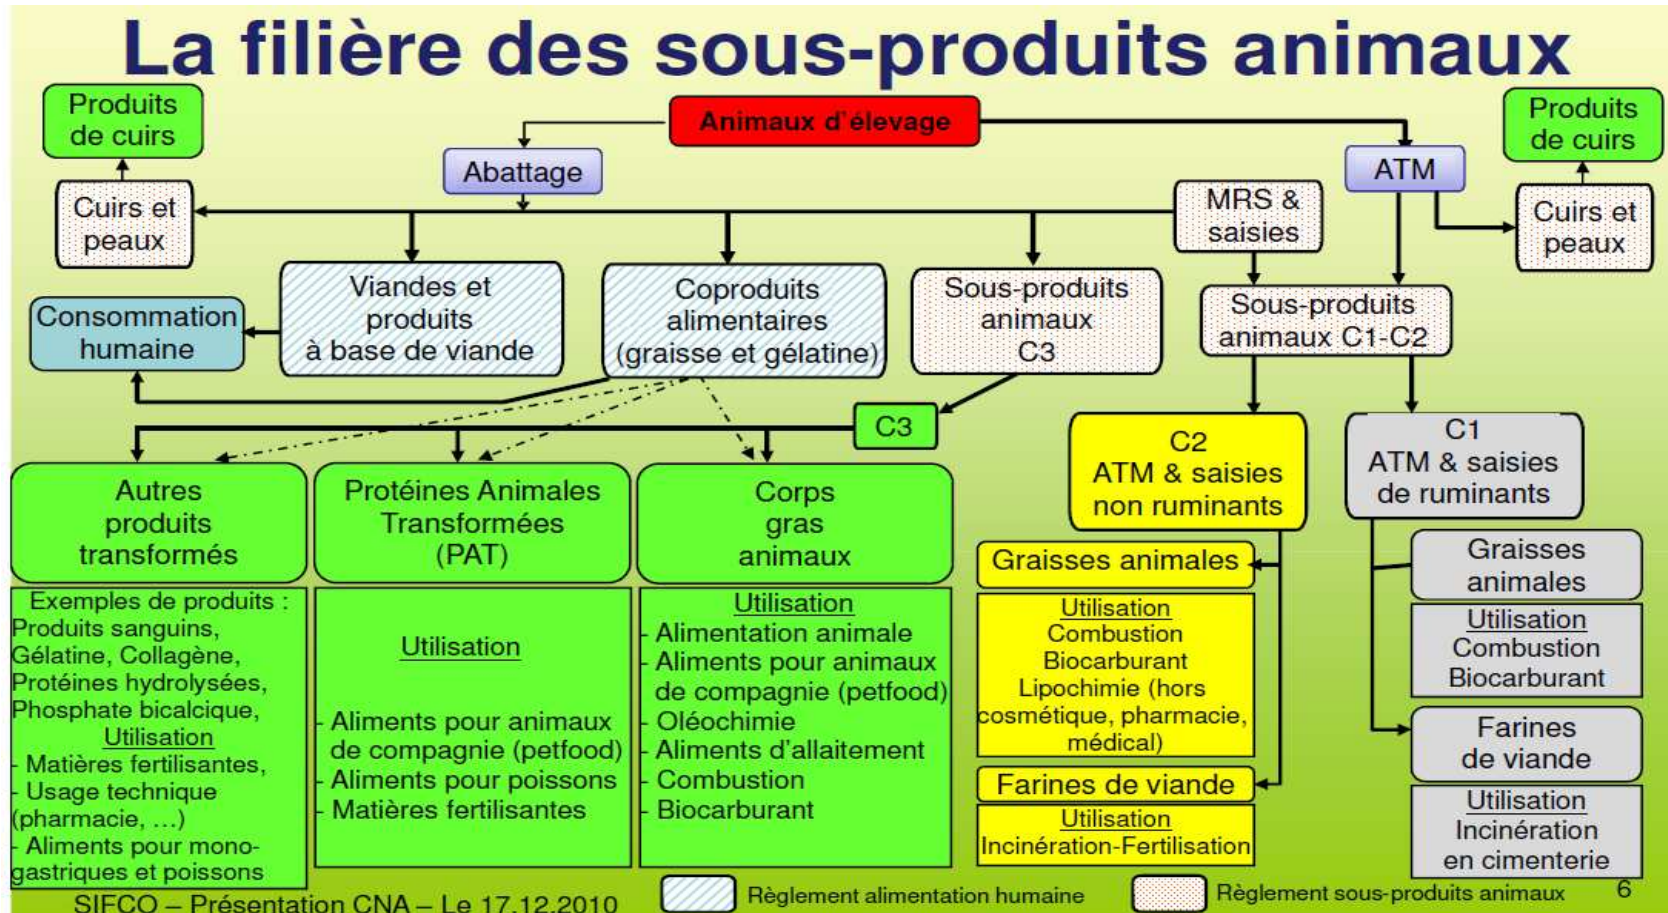 La filière des sous-produits animaux
Produits
de cuirs
Animaux d'élevage
Produits
de cuirs
Abattage
ATM
Cuirs et
peaux
MRS &
saisies
Cuirs et
peaux
Viandes et
produits
à base de viande
Coproduits
alimentaires
(graisse et gélatine)
Sous-produits
animaux
C3
Sous-produits
animaux C1-C2
Consommation
humaine
C3
C2
ATM & saisies
non ruminants
C1
ATM & saisies
de ruminants
Autres
produits
transformés
Protéines Animales
Transformées
(PAT)
Corps
gras
animaux
Exemples de produits :
Produits sanguins,
Gélatine, Collagène,
Protéines hydrolysées,
Phosphate bicalcique,
Utilisation
- Matières fertilisantes,
- Usage technique
(pharmacie, ...)
- Aliments pour mono-
gastriques et poissons
Utilisation
- Aliments pour animaux
de compagnie (petfood)
- Aliments pour poissons
- Matières fertilisantes
Utilisation
- Alimentation animale
- Aliments pour animaux
de compagnie (petfood)
- Oléochimie
- Aliments d'allaitement
- Combustion
- Biocarburant
Graisses animales
Utilisation
Combustion
Biocarburant
Lipochimie (hors
cosmétique, pharmacie,
médical)
Farines de viande
Utilisation
Incinération-Fertilisation
Graisses
animales
Utilisation
Combustion
Biocarburant
Farines
de viande
Utilisation
Incinération
en cimenterie
SIFCO – Présentation CNA – Le 17.12.2010
Règlement alimentation humaine
Règlement sous-produits animaux
6